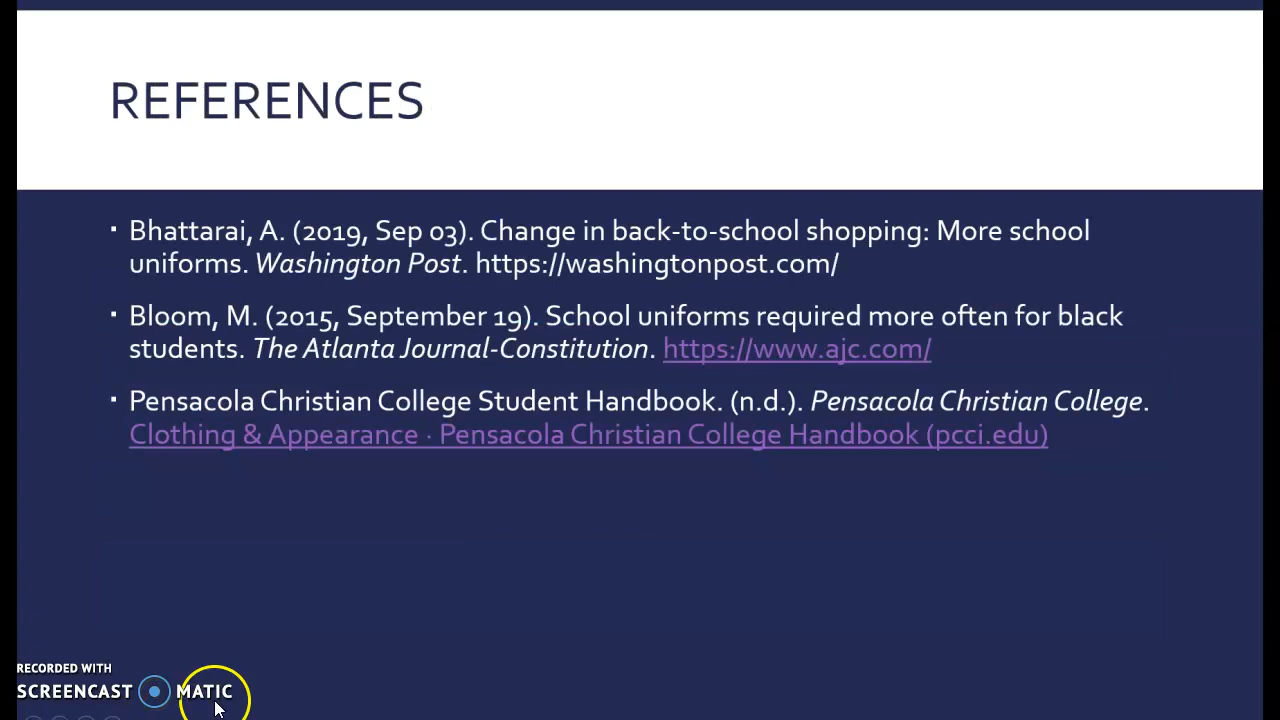 REFERENCES
▪ Bhattarai, A. (2019, Sep 03). Change in back-to-school shopping: More school
uniforms. Washington Post. https://washingtonpost.com/
▪ Bloom, M. (2015, September 19). School uniforms required more often for black
students. The Atlanta Journal-Constitution. https://www.ajc.com/
▪ Pensacola Christian College Student Handbook. (n.d.). Pensacola Christian College.
Clothing & Appearance · Pensacola Christian College Handbook (pcci.edu)
RECORDED WITH
SCREENCAST MATIC